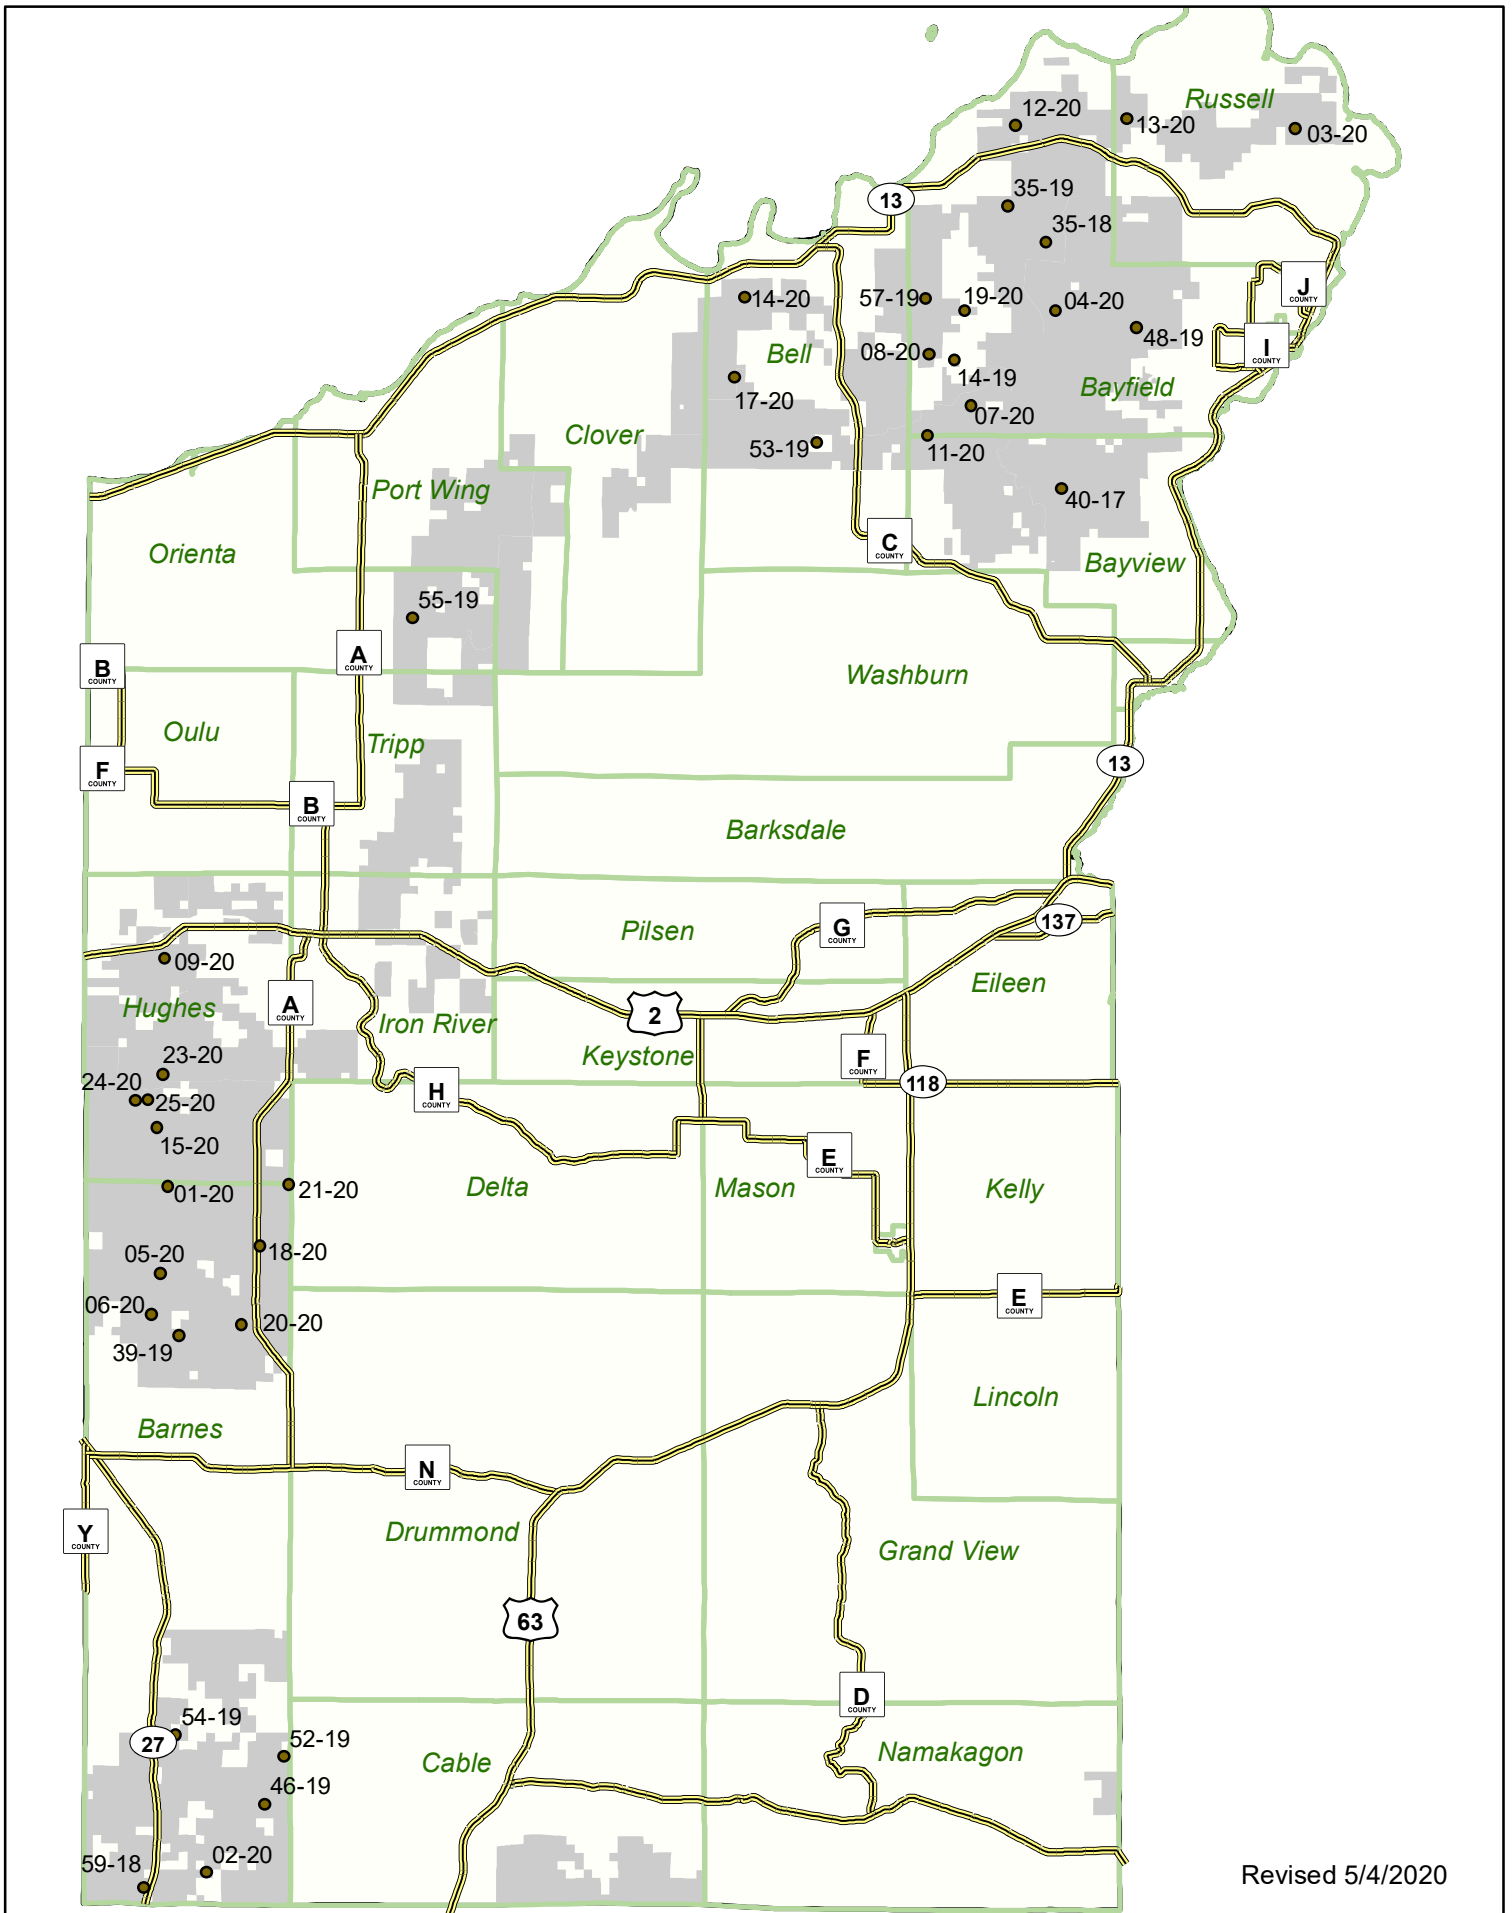 Russell
12-20
13-20
03-20
13
35-19
35-18
14-20
57-19
19-20
04-20
J
COUNTY
48-19
I
COUNTY
Bell
08-20
14-19
Bayfield
17-20
07-20
Clover
53-19
11-20
Port Wing
40-17
Orienta
C
COUNTY
Bayview
55-19
B
COUNTY
A
COUNTY
Washburn
Oulu
Tripp
F
COUNTY
13
B
COUNTY
Barksdale
Pilsen
G
COUNTY
137
09-20
Hughes
A
COUNTY
Eileen
2
Iron River
Keystone
F
COUNTY
23-20
24-20
25-20
H
COUNTY
118
15-20
E
COUNTY
01-20
21-20
Delta
Mason
Kelly
05-20
18-20
06-20
20-20
E
COUNTY
39-19
Lincoln
Barnes
N
COUNTY
Y
COUNTY
Drummond
Grand View
63
D
COUNTY
54-19
27
52-19
Cable
Namakagon
46-19
59-18
02-20
Revised 5/4/2020